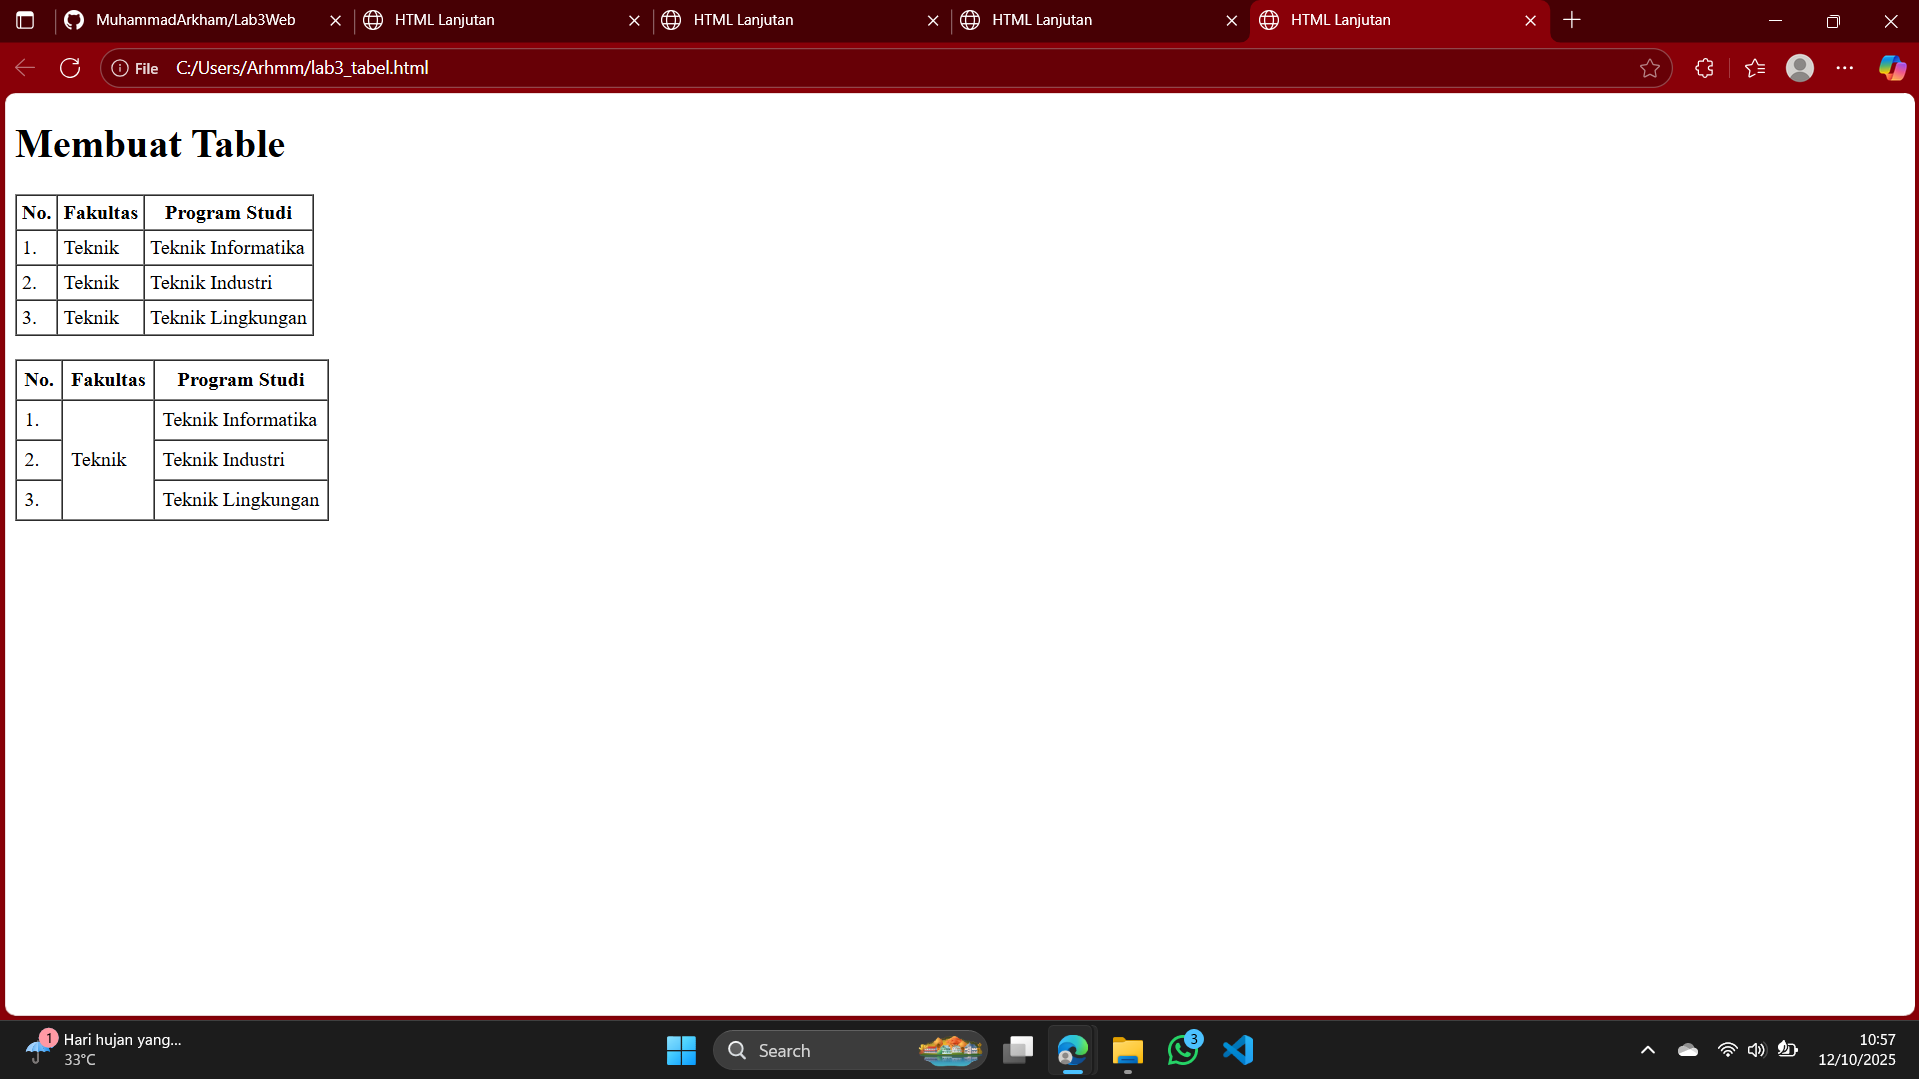 MuhammadArkham/Lab3Web
HTML Lanjutan
HTML Lanjutan
HTML Lanjutan
HTML Lanjutan
File C:/Users/Arhmm/lab3_tabel.html
Membuat Table
No. Fakultas Program Studi
1. Teknik Teknik Informatika
2. Teknik Teknik Industri
3. Teknik Teknik Lingkungan
No. Fakultas Program Studi
1. Teknik Informatika
2. Teknik Teknik Industri
3. Teknik Lingkungan
1
Hari hujan yang...
33°C
Search
3
10:57
12/10/2025